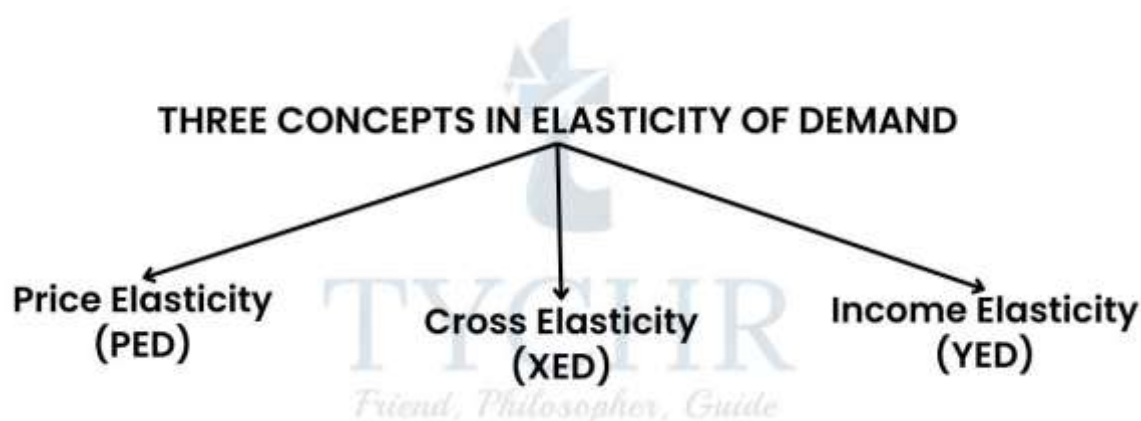 THREE CONCEPTS IN ELASTICITY OF DEMAND
Price Elasticity
(PED)
Cross Elasticity
(XED)
Income Elasticity
(YED)
TYCHR
Friend, Philosopher, Guide